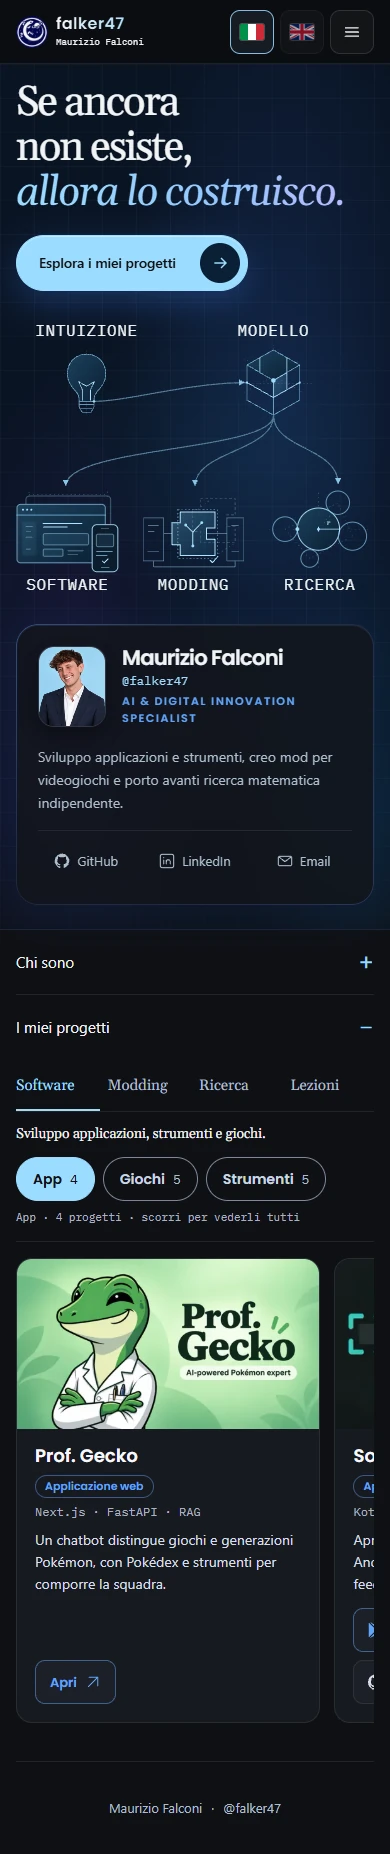 falker47
Maurizio Falconi
Se ancora
non esiste,
allora lo costruisco.
Esplora i miei progetti
INTUIZIONE
MODELLO
SOFTWARE
MODDING
RICERCA
Maurizio Falconi
@falker47
AI & DIGITAL INNOVATION
SPECIALIST
Sviluppo applicazioni e strumenti, creo mod per
videogiochi e porto avanti ricerca matematica
indipendente.
GitHub
LinkedIn
Email
Chi sono
I miei progetti
Software
Modding
Ricerca
Lezioni
Sviluppo applicazioni, strumenti e giochi.
App 4
Giochi 5
Strumenti 5
App · 4 progetti · scorri per vederli tutti
Prof.
Gecko
AI-powered Pokémon expert
Prof. Gecko
Applicazione web
Next.js · FastAPI · RAG
Un chatbot distingue giochi e generazioni
Pokémon, con Pokédex e strumenti per
comporre la squadra.
Apri
Maurizio Falconi · @falker47